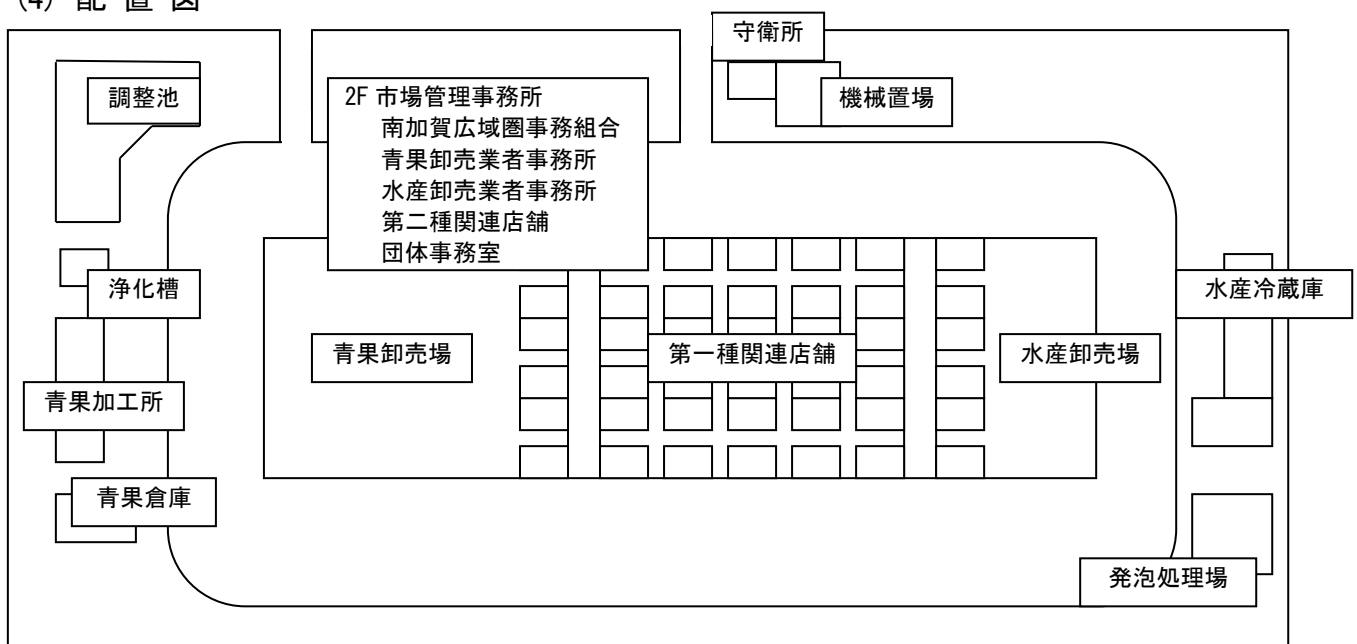 (4) 配 置 図
守衛所
調整池
2F 市場管理事務所
南加賀広域圏事務組合
青果卸売業者事務所
水産卸売業者事務所
第二種関連店舗
団体事務室
機械置場
浄化槽
水産冷蔵庫
青果卸売場
第一種関連店舗
水産卸売場
青果加工所
青果倉庫
発泡処理場